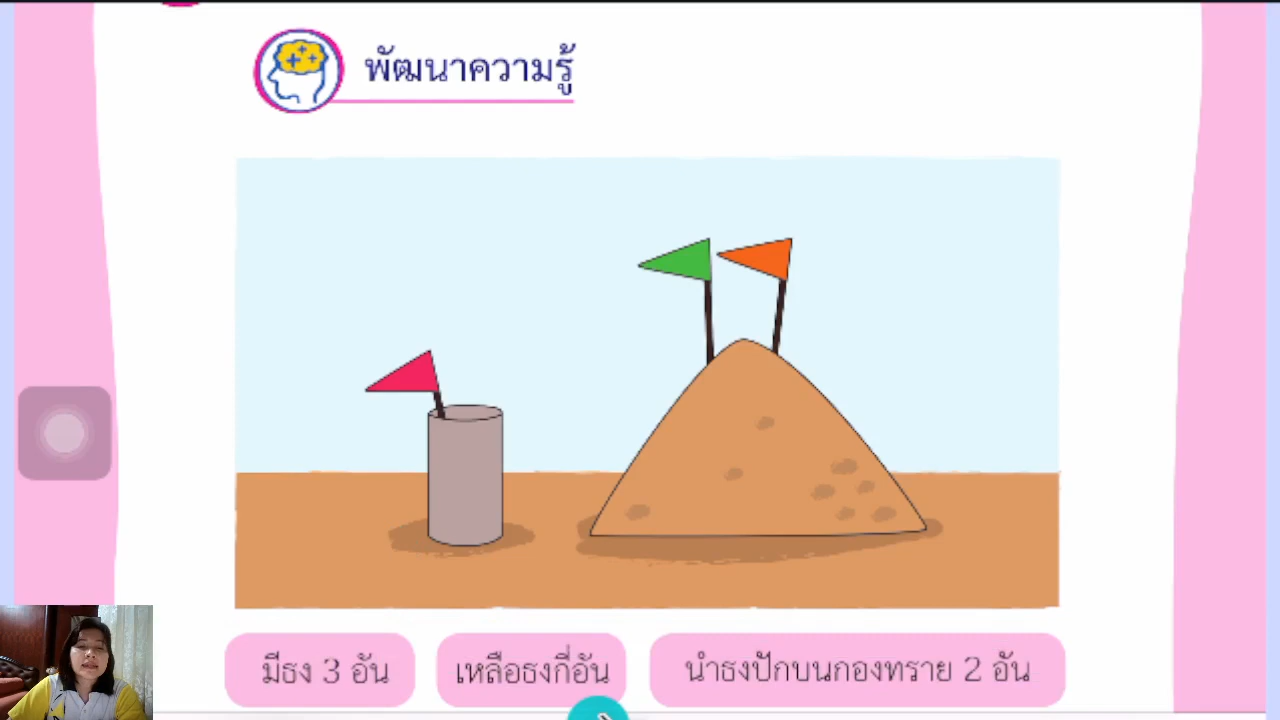 พัฒนาความรู้
มีธง 3 อัน
เหลือธงกี่อัน
นำธงปักบนกองทราย 2 อัน